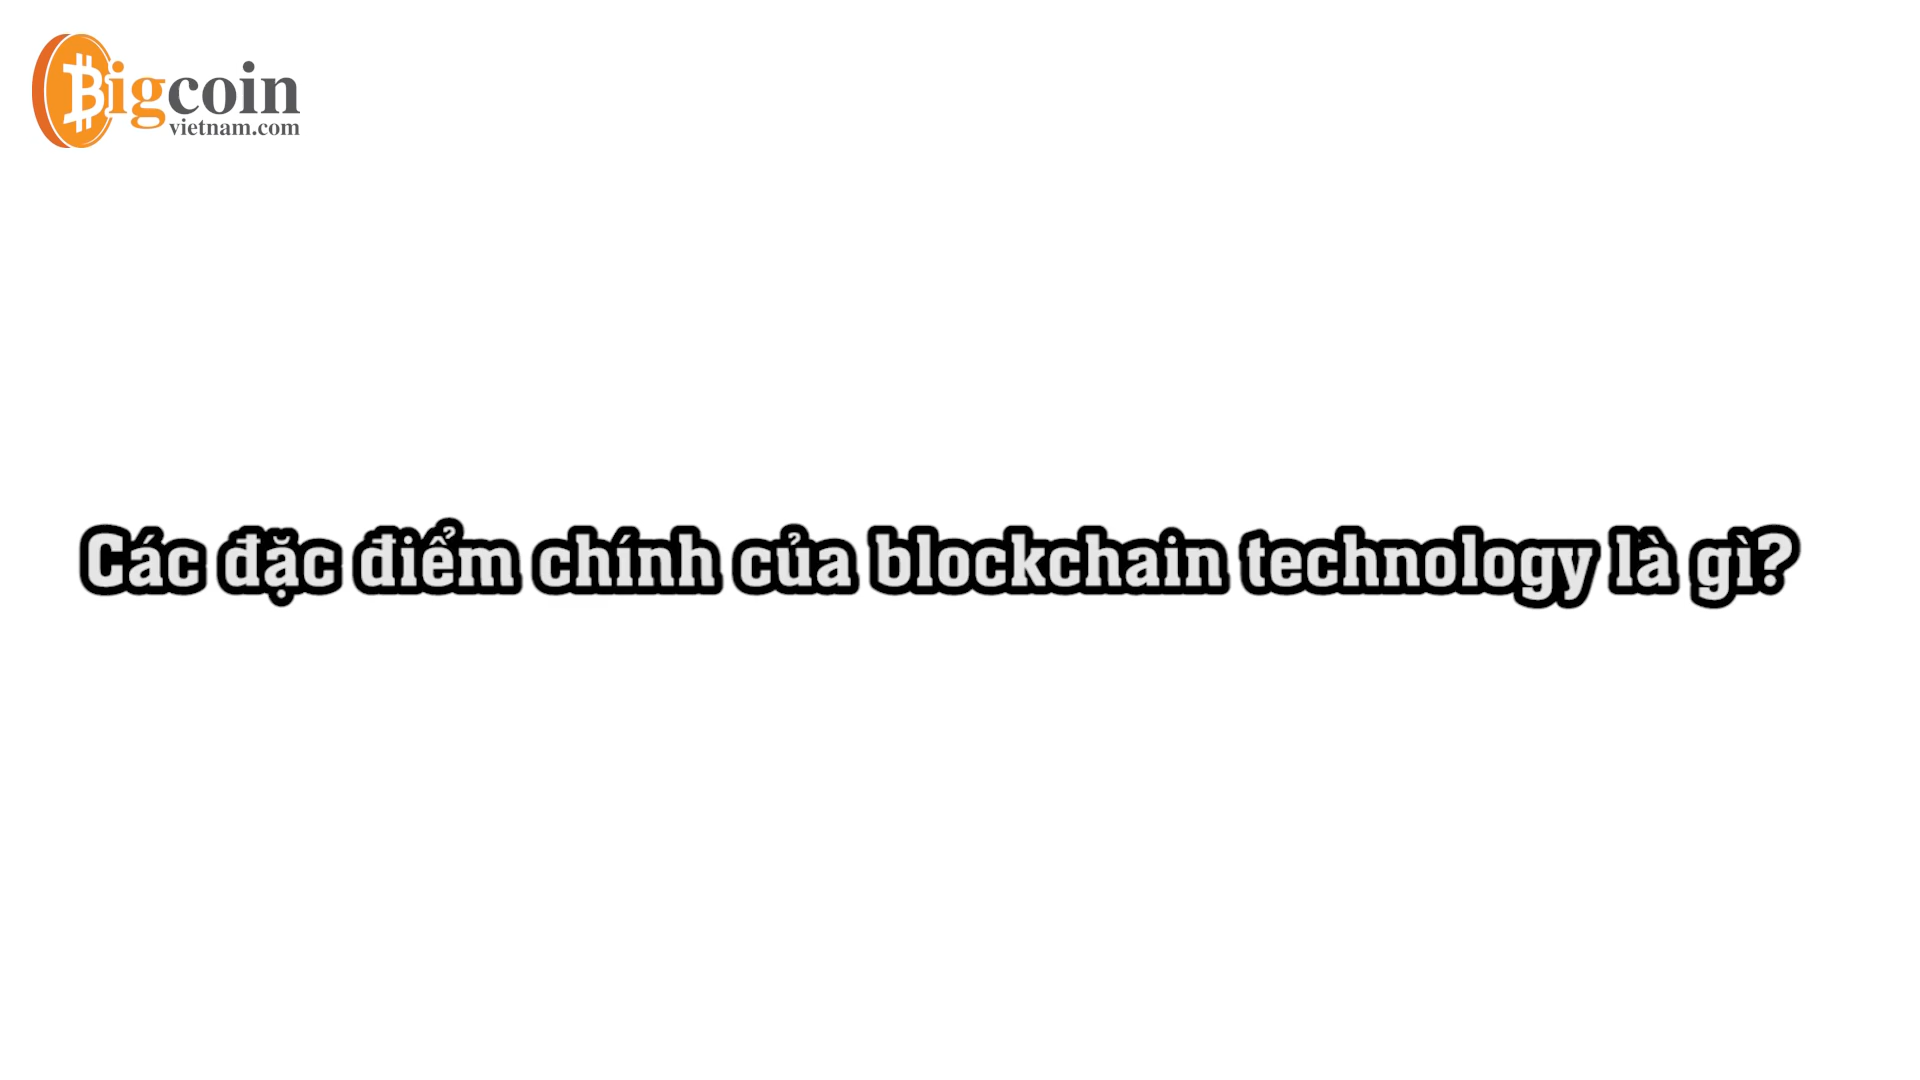 Bigcoin
vietnam.com
Các đặc điểm chính của blockchain technology là gì?